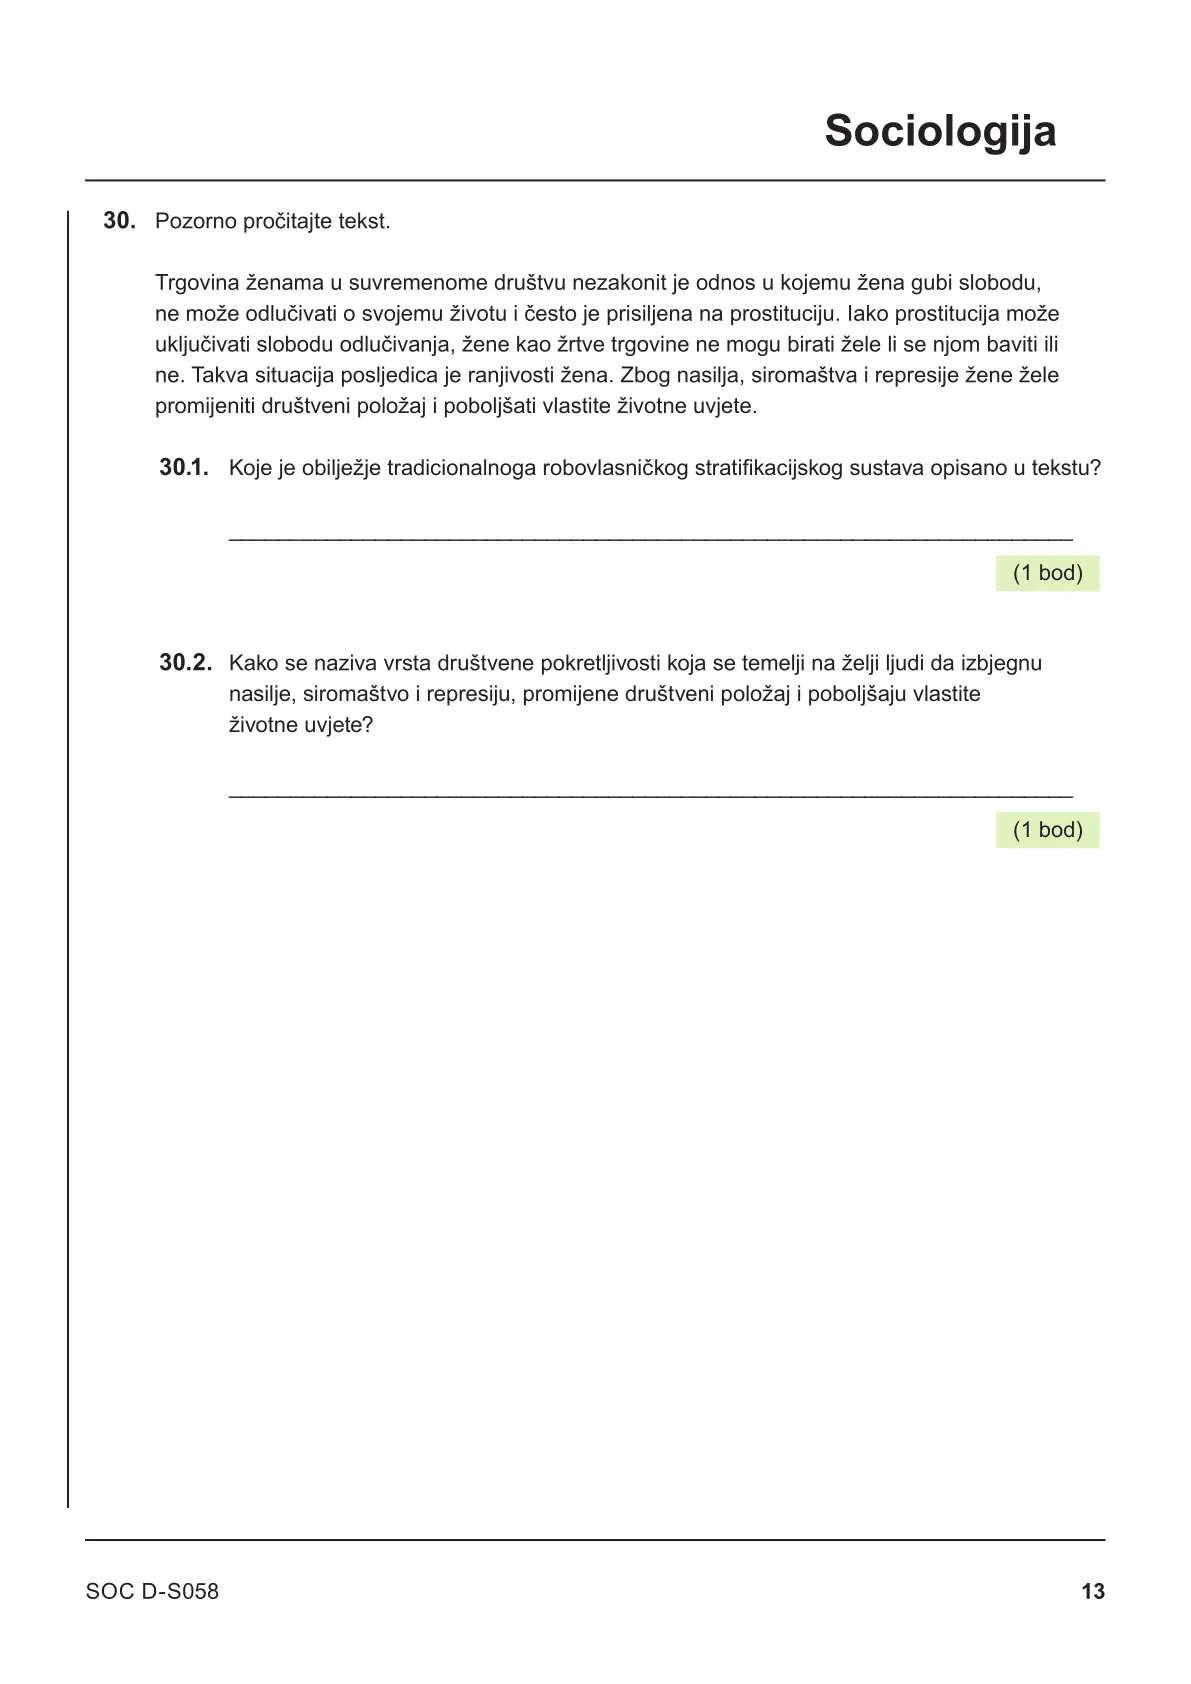 Sociologija
30. Pozorno pročitajte tekst.
Trgovina ženama u suvremenome društvu nezakonit je odnos u kojemu žena gubi slobodu,
ne može odlučivati o svojemu životu i često je prisiljena na prostituciju. Iako prostitucija može
uključivati slobodu odlučivanja, žene kao žrtve trgovine ne mogu birati žele li se njom baviti ili
ne. Takva situacija posljedica je ranjivosti žena. Zbog nasilja, siromaštva i represije žene žele
promijeniti društveni položaj i poboljšati vlastite životne uvjete.
30.1. Koje je obilježje tradicionalnoga robovlasničkog stratifikacijskog sustava opisano u tekstu?
(1 bod)
30.2. Kako se naziva vrsta društvene pokretljivosti koja se temelji na želji ljudi da izbjegnu
nasilje, siromaštvo i represiju, promijene društveni položaj i poboljšaju vlastite
životne uvjete?
(1 bod)
SOC D-S058
13